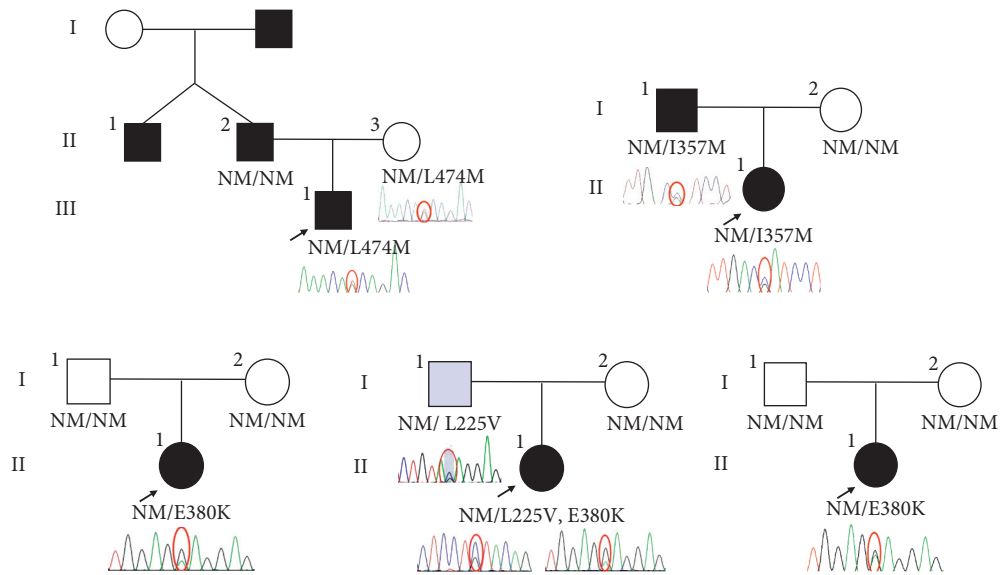 I
1
2
3
II
NM/NM
NM/L474M
III
1
NM/L474M
1
2
I
NM/I357M
NM/NM
1
II
NM/I357M
1
2
I
NM/NM
NM/NM
1
II
NM/E380K
1
2
I
NM/ L225V
NM/NM
1
II
NM/L225V, E380K
1
2
I
NM/NM
NM/NM
1
II
NM/E380K